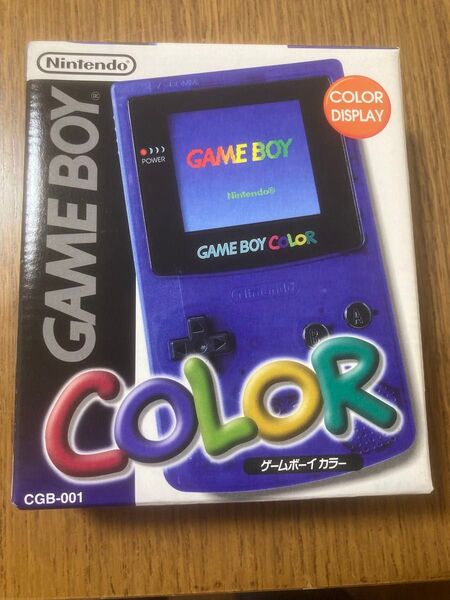 Nintendo®
GAME BOY®
COLOR
DISPLAY
POWER
GAME BOY
Nintendo®
GAME BOY COLOR
Nintendo
B A
COLOR
ゲームボーイ カラー
CGB-001